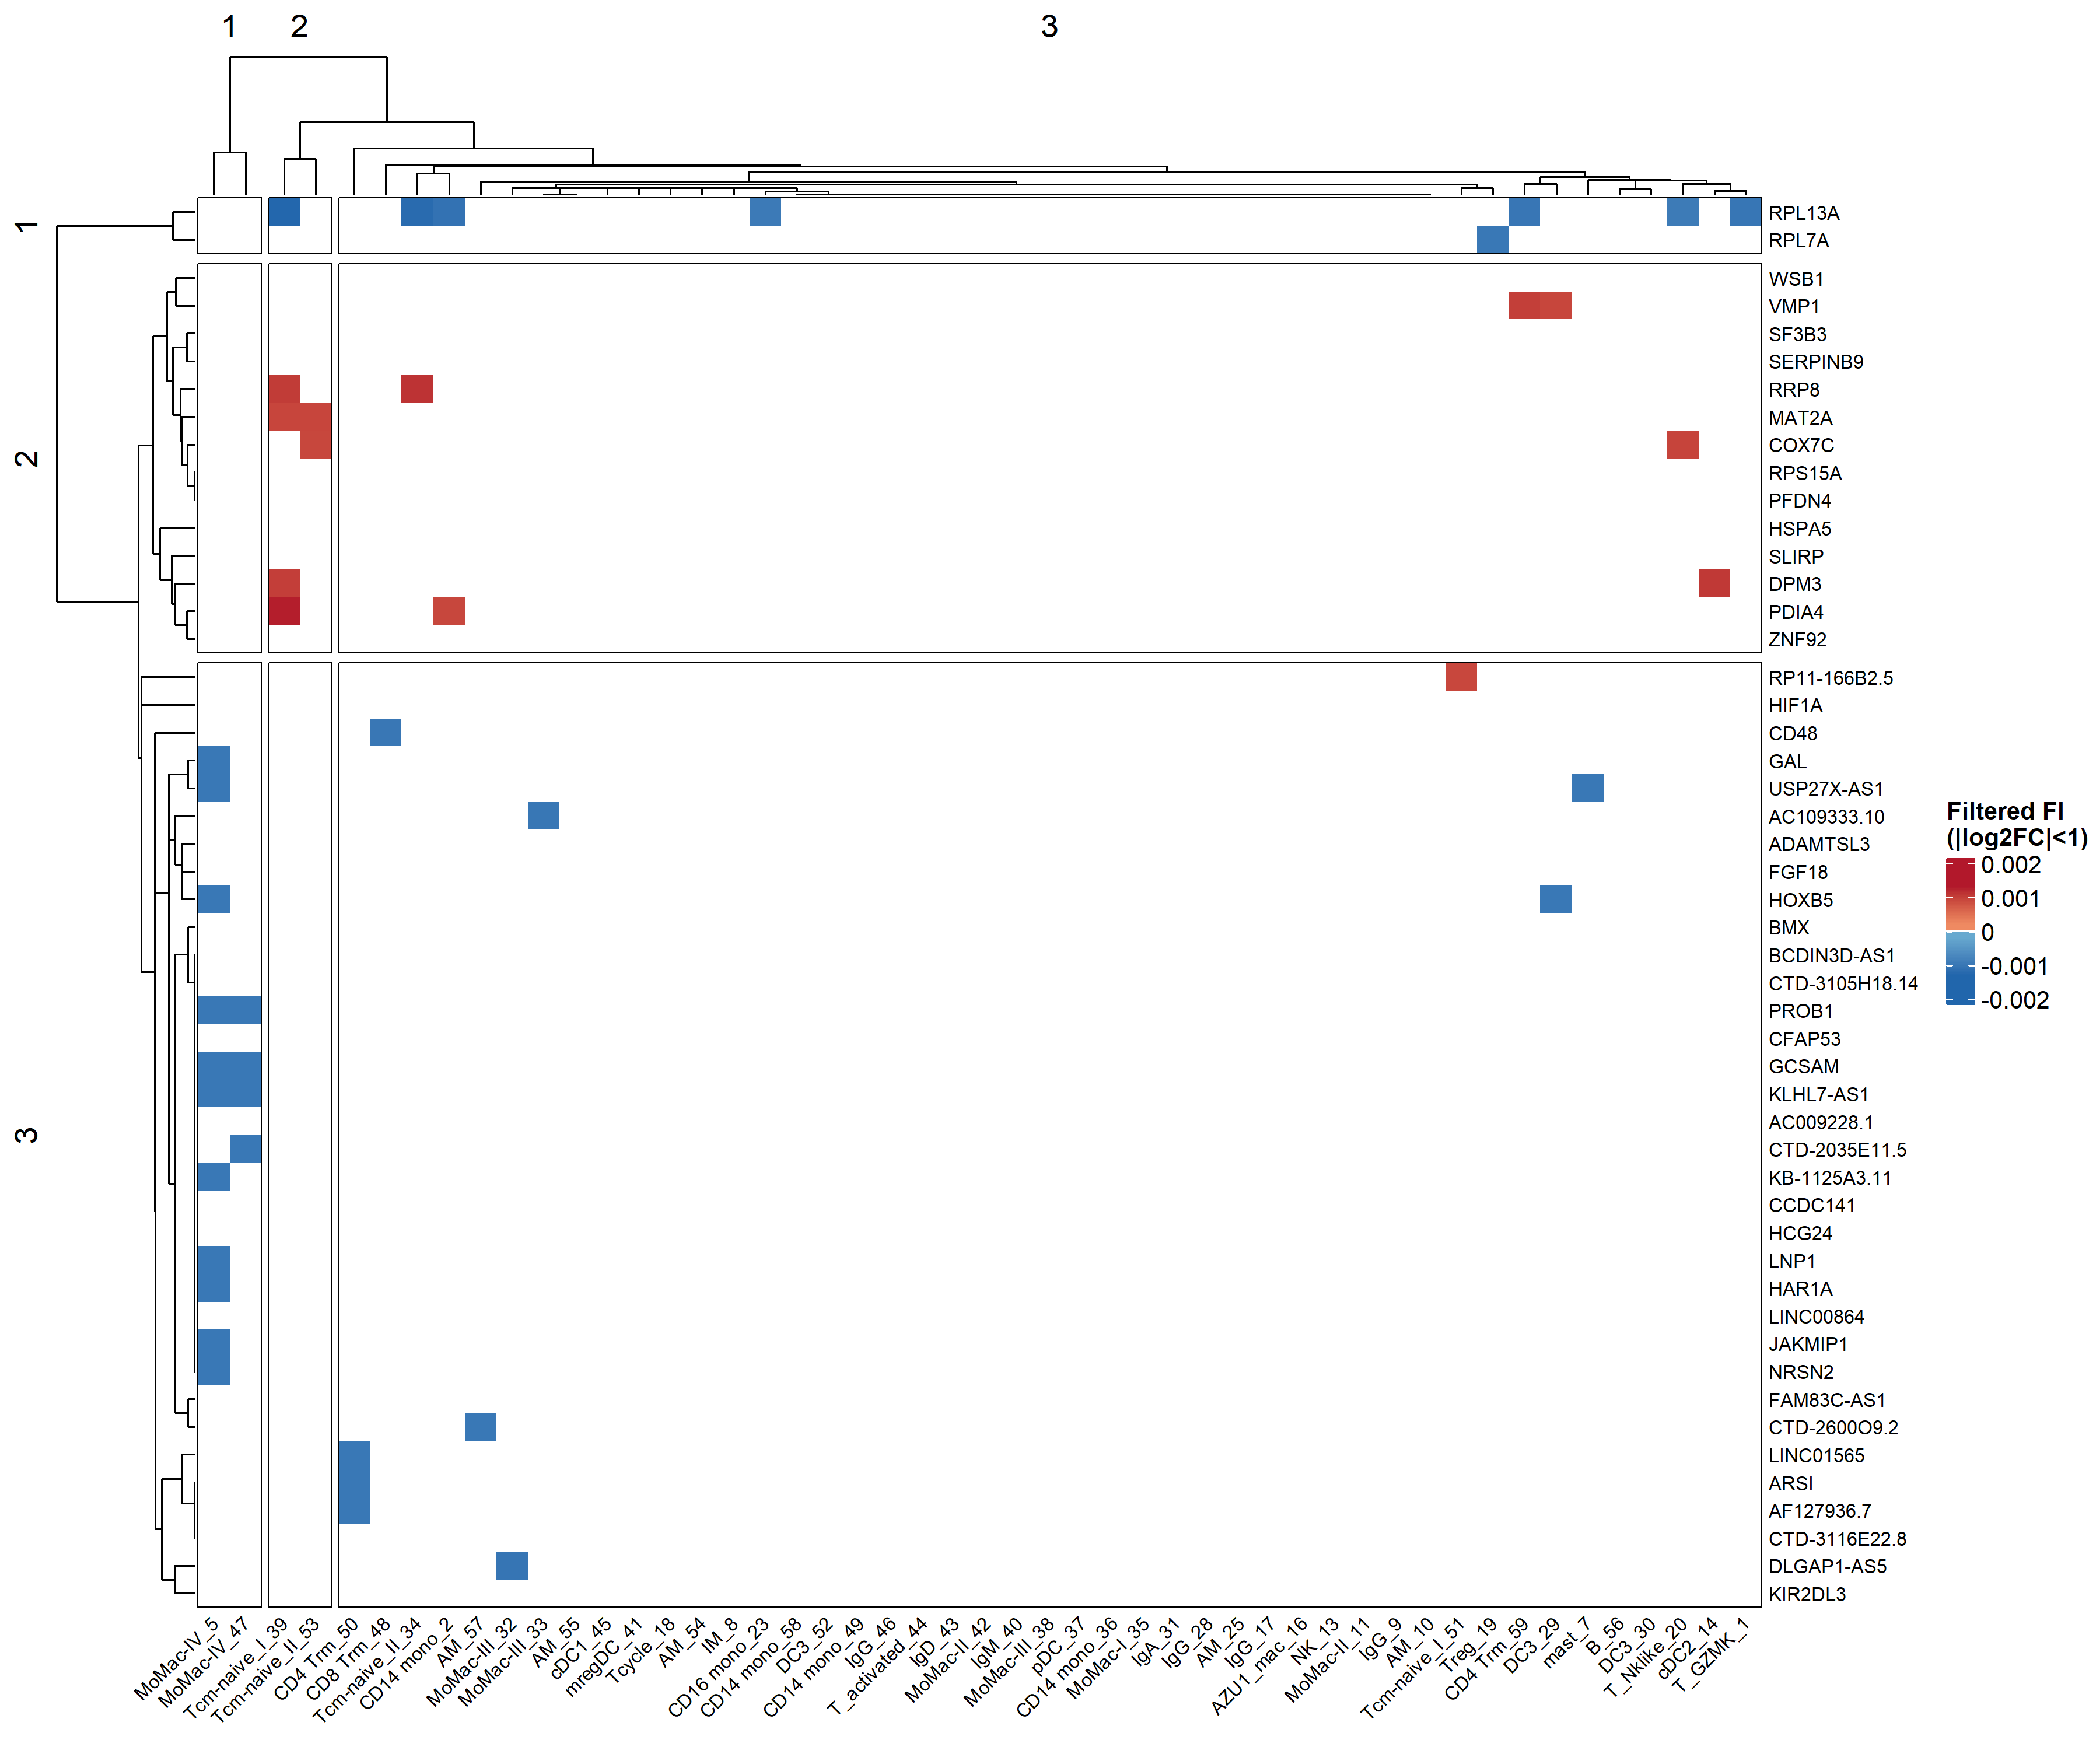 1
2
3
1
2
3
RPL13A
RPL7A
WSB1
VMP1
SF3B3
SERPINB9
RRP8
MAT2A
COX7C
RPS15A
PFDN4
HSPA5
SLIRP
DPM3
PDIA4
ZNF92
RP11-166B2.5
HIF1A
CD48
GAL
USP27X-AS1
AC109333.10
ADAMTSL3
FGF18
HOXB5
BMX
BCDIN3D-AS1
CTD-3105H18.14
PROB1
CFAP53
GCSAM
KLHL7-AS1
AC009228.1
CTD-2035E11.5
KB-1125A3.11
CCDC141
HCG24
LNP1
HAR1A
LINC00864
JAKMIP1
NRSN2
FAM83C-AS1
CTD-2600O9.2
LINC01565
ARSI
AF127936.7
CTD-3116E22.8
DLGAP1-AS5
KIR2DL3
Filtered FI
(|log2FC|<1)
0.002
0.001
0
-0.001
-0.002
MoMac-IV_5
MoMac-IV_47
Tcm-naive_I_39
Tcm-naive_II_53
CD4 Trm_50
CD8 Trm_48
Tcm-naive_II_34
CD14 mono_2
AM_57
MoMac-III_32
MoMac-III_33
AM_55
cDC1_45
mregDC_41
Tcycle_18
AM_54
IM_8
CD16 mono_23
CD14 mono_58
DC3_52
CD14 mono_49
IgG_46
T_activated_44
IgD_43
MoMac-II_42
IgM_40
MoMac-III_38
pDC_37
CD14 mono_36
MoMac-I_35
IgA_31
IgG_28
AM_25
IgG_17
AZU1_mac_16
NK_13
MoMac-II_11
IgG_9
AM_10
Tcm-naive_I_51
Treg_19
CD4 Trm_59
DC3_29
mast_7
B_56
DC3_30
T_Nklike_20
cDC2_14
T_GZMK_1